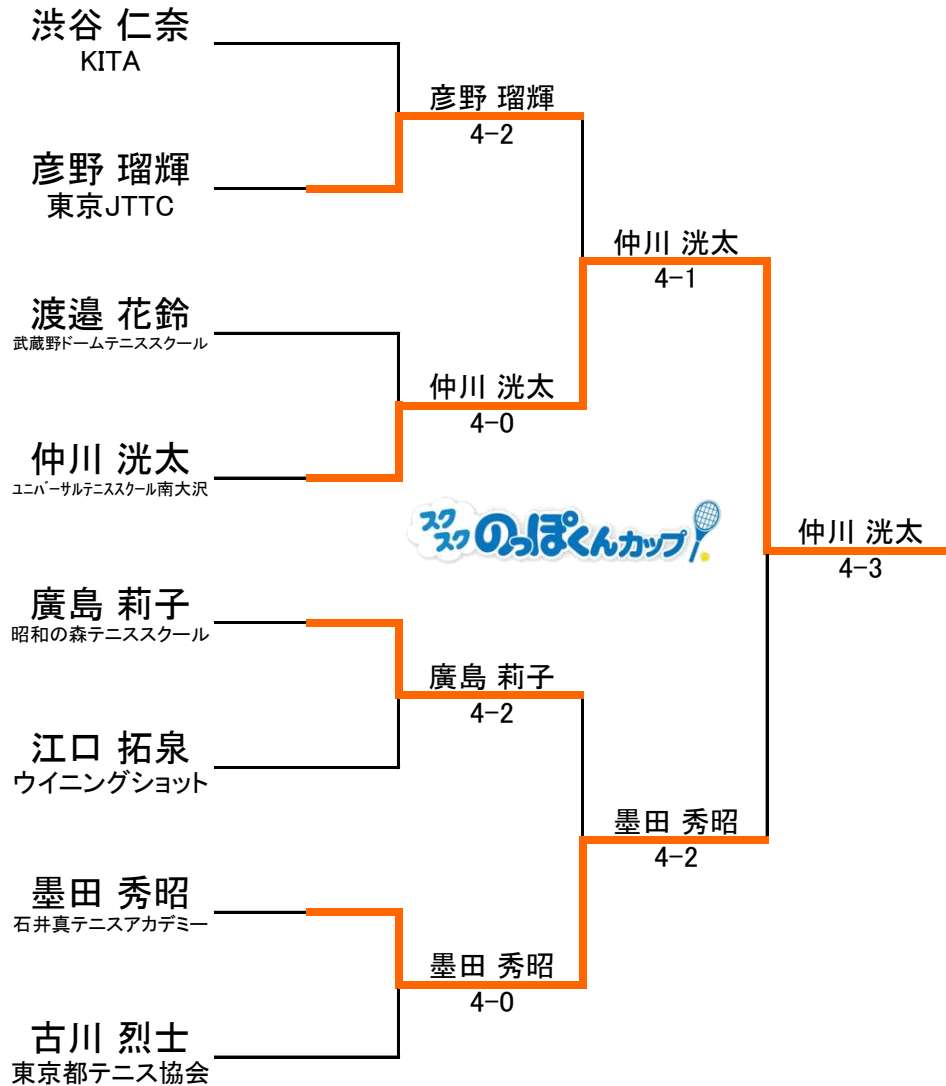 渋谷 仁奈
KITA
彦野 瑠輝
4-2
彦野 瑠輝
東京JTTC
仲川 洸太
4-1
渡邉 花鈴
武蔵野ドームテニススクール
仲川 洸太
4-0
仲川 洸太
ユニバーサルテニススクール南大沢
スク
スク のっぽくんカップ
仲川 洸太
4-3
廣島 莉子
昭和の森テニススクール
廣島 莉子
4-2
江口 拓泉
ウイニングショット
墨田 秀昭
4-2
墨田 秀昭
石井真テニスアカデミー
墨田 秀昭
4-0
古川 烈士
東京都テニス協会